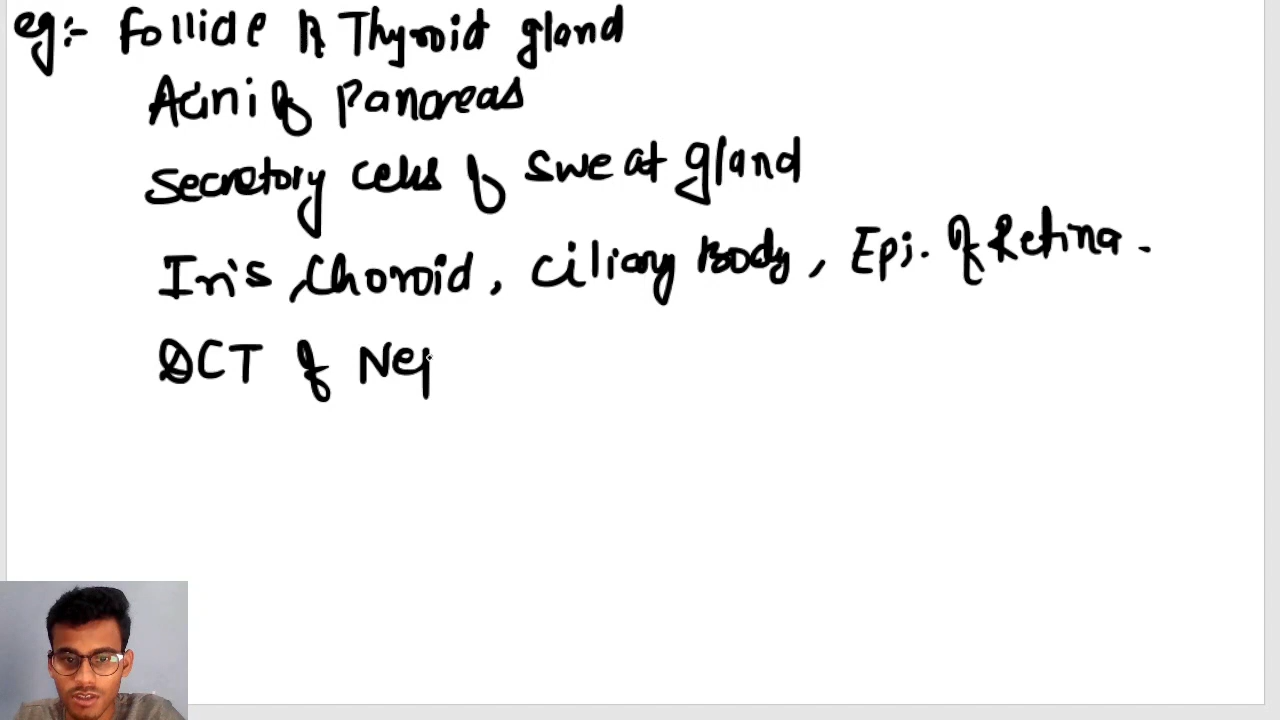 eg:- Follicle of Thyroid gland
Acini of Pancreas
Secretory cells of sweat gland
Iris, Choroid, Ciliary Body, Epi. of Retina.
DCT of Nep